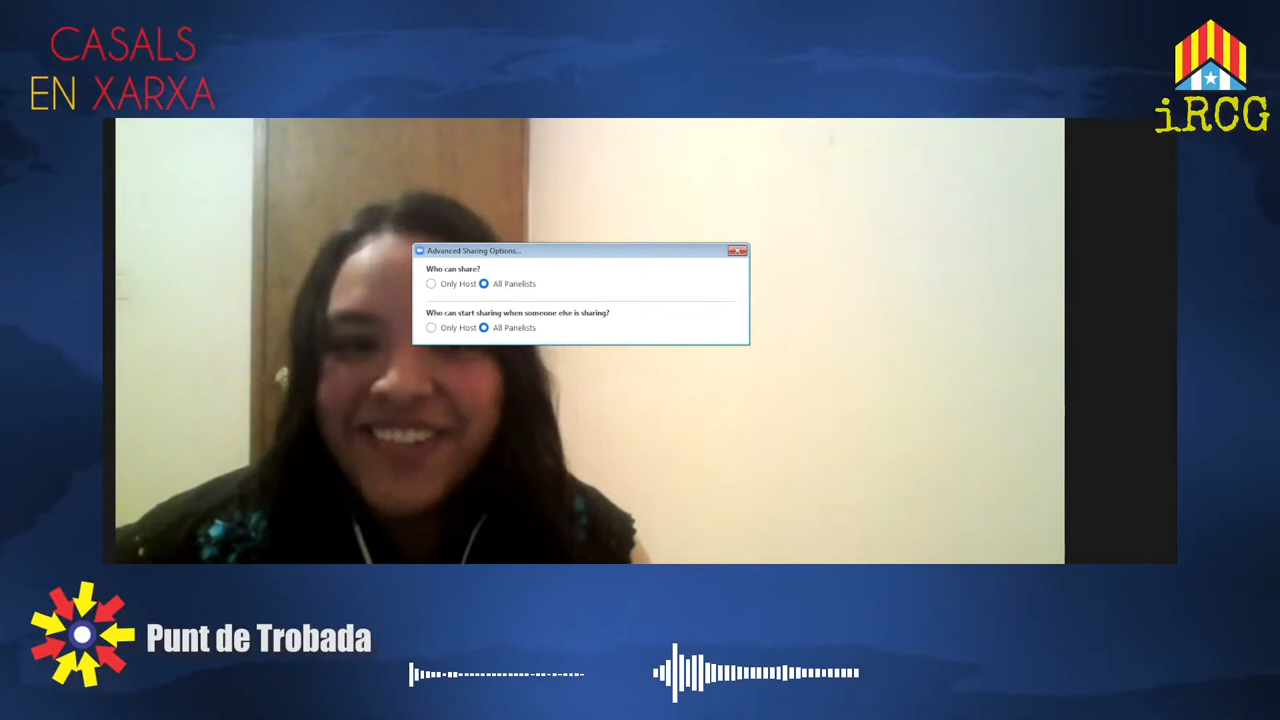 CASALS
EN XARXA
iRCG
Advanced Sharing Options...
Who can share?
Only Host All Panelists
Who can start sharing when someone else is sharing?
Only Host All Panelists
Punt de Trobada